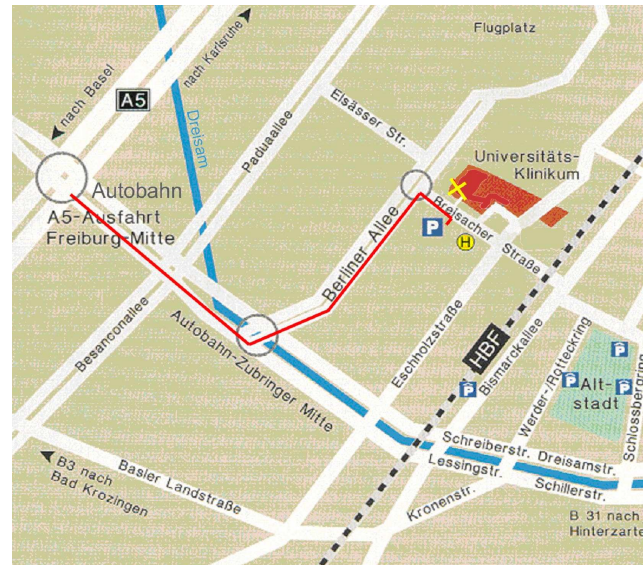 Flugplatz
nach Karlsruhe
nach Basel
A5
Dreisam
Paduaallee
Elsässer Str.
Universitäts-
Klinikum
Autobahn
A5-Ausfahrt
Freiburg-Mitte
Berliner Allee
Breisacher Straße
P
H
Besanconallee
Autobahn-Zubringer Mitte
Eschholzstraße
HBF
Bismarckallee
Werder-/Rotteckring
P
P
P
P
Alt-
stadt
Schlossbergring
Schreiberstr. Dreisamstr.
Lessingstr.
Schillerstr.
Kronenstr.
B3 nach
Bad Krozingen
Basler Landstraße
B 31 nach
Hinterzarte